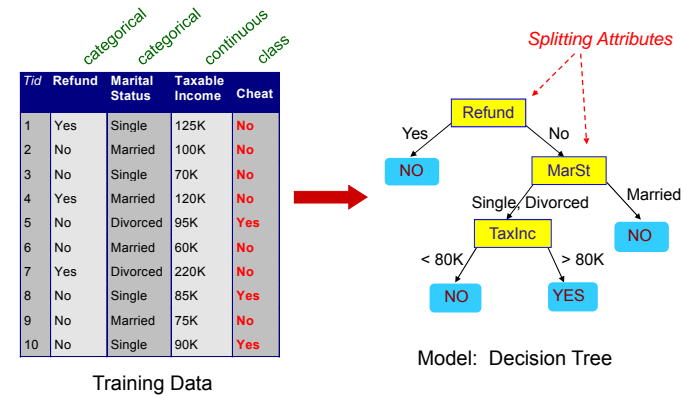 categorical categorical continuous class
Tid Refund Marital Status Taxable Income Cheat
1 Yes Single 125K No
2 No Married 100K No
3 No Single 70K No
4 Yes Married 120K No
5 No Divorced 95K Yes
6 No Married 60K No
7 Yes Divorced 220K No
8 No Single 85K Yes
9 No Married 75K No
10 No Single 90K Yes
Training Data
Splitting Attributes
Refund
Yes No
NO MarSt
Single, Divorced Married
TaxInc NO
< 80K > 80K
NO YES
Model: Decision Tree